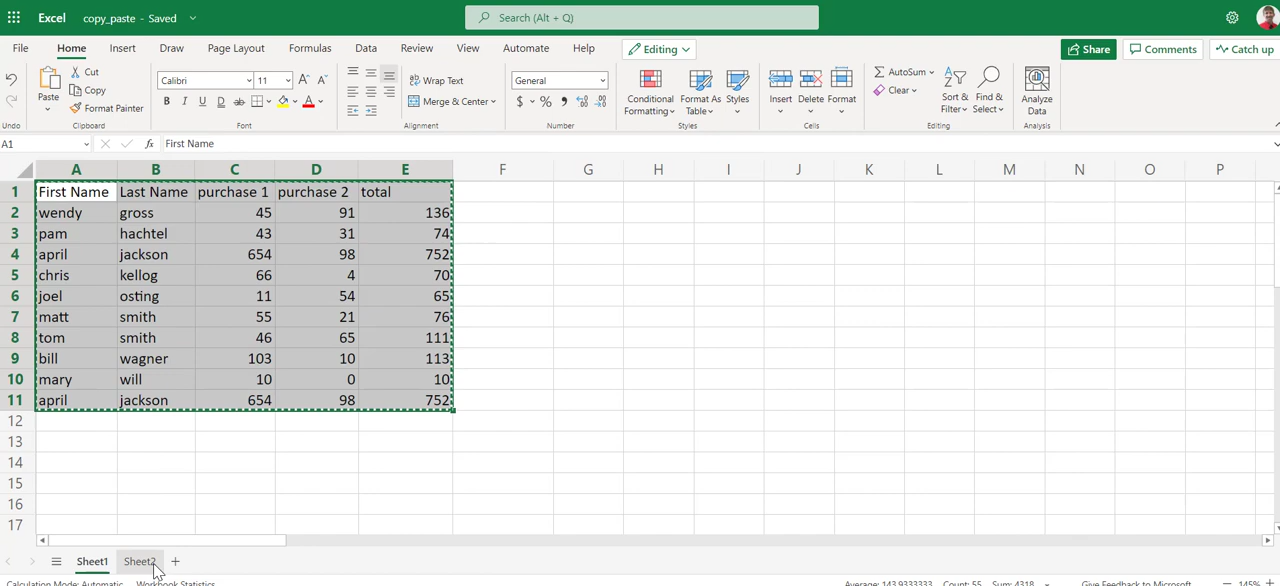 Excel copy_paste - Saved Search (Alt + Q)
File Home Insert Draw Page Layout Formulas Data Review View Automate Help Editing Share Comments Catch up
Cut Calibri 11 Wrap Text General AutoSum
Copy Clear
Paste Format Painter B I U D ab A Merge & Center $ % Conditional Formatting Format As Table Styles Insert Delete Format Sort & Filter Find & Select Analyze Data
Undo Clipboard Font Alignment Number Styles Cells Editing Analysis
A1 fx First Name
A B C D E F G H I J K L M N O P
1 First Name Last Name purchase 1 purchase 2 total
2 wendy gross 45 91 136
3 pam hachtel 43 31 74
4 april jackson 654 98 752
5 chris kellog 66 4 70
6 joel osting 11 54 65
7 matt smith 55 21 76
8 tom smith 46 65 111
9 bill wagner 103 10 113
10 mary will 10 0 10
11 april jackson 654 98 752
12
13
14
15
16
17
Sheet1 Sheet2
Calculation Mode: Automatic Workbook Statistics Average: 143.9333333 Count: 55 Sum: 4318 Give Feedback to Microsoft 145%